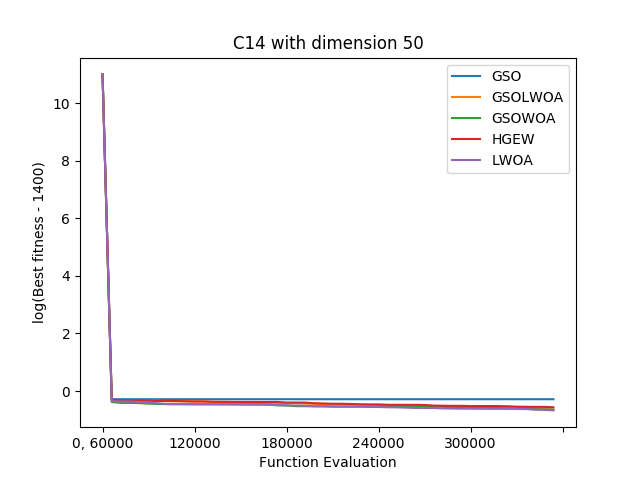 C14 with dimension 50
GSO
GSOLWOA
GSOWOA
HGEW
LWOA
log(Best fitness - 1400)
10
8
6
4
2
0
0, 60000 120000 180000 240000 300000
Function Evaluation